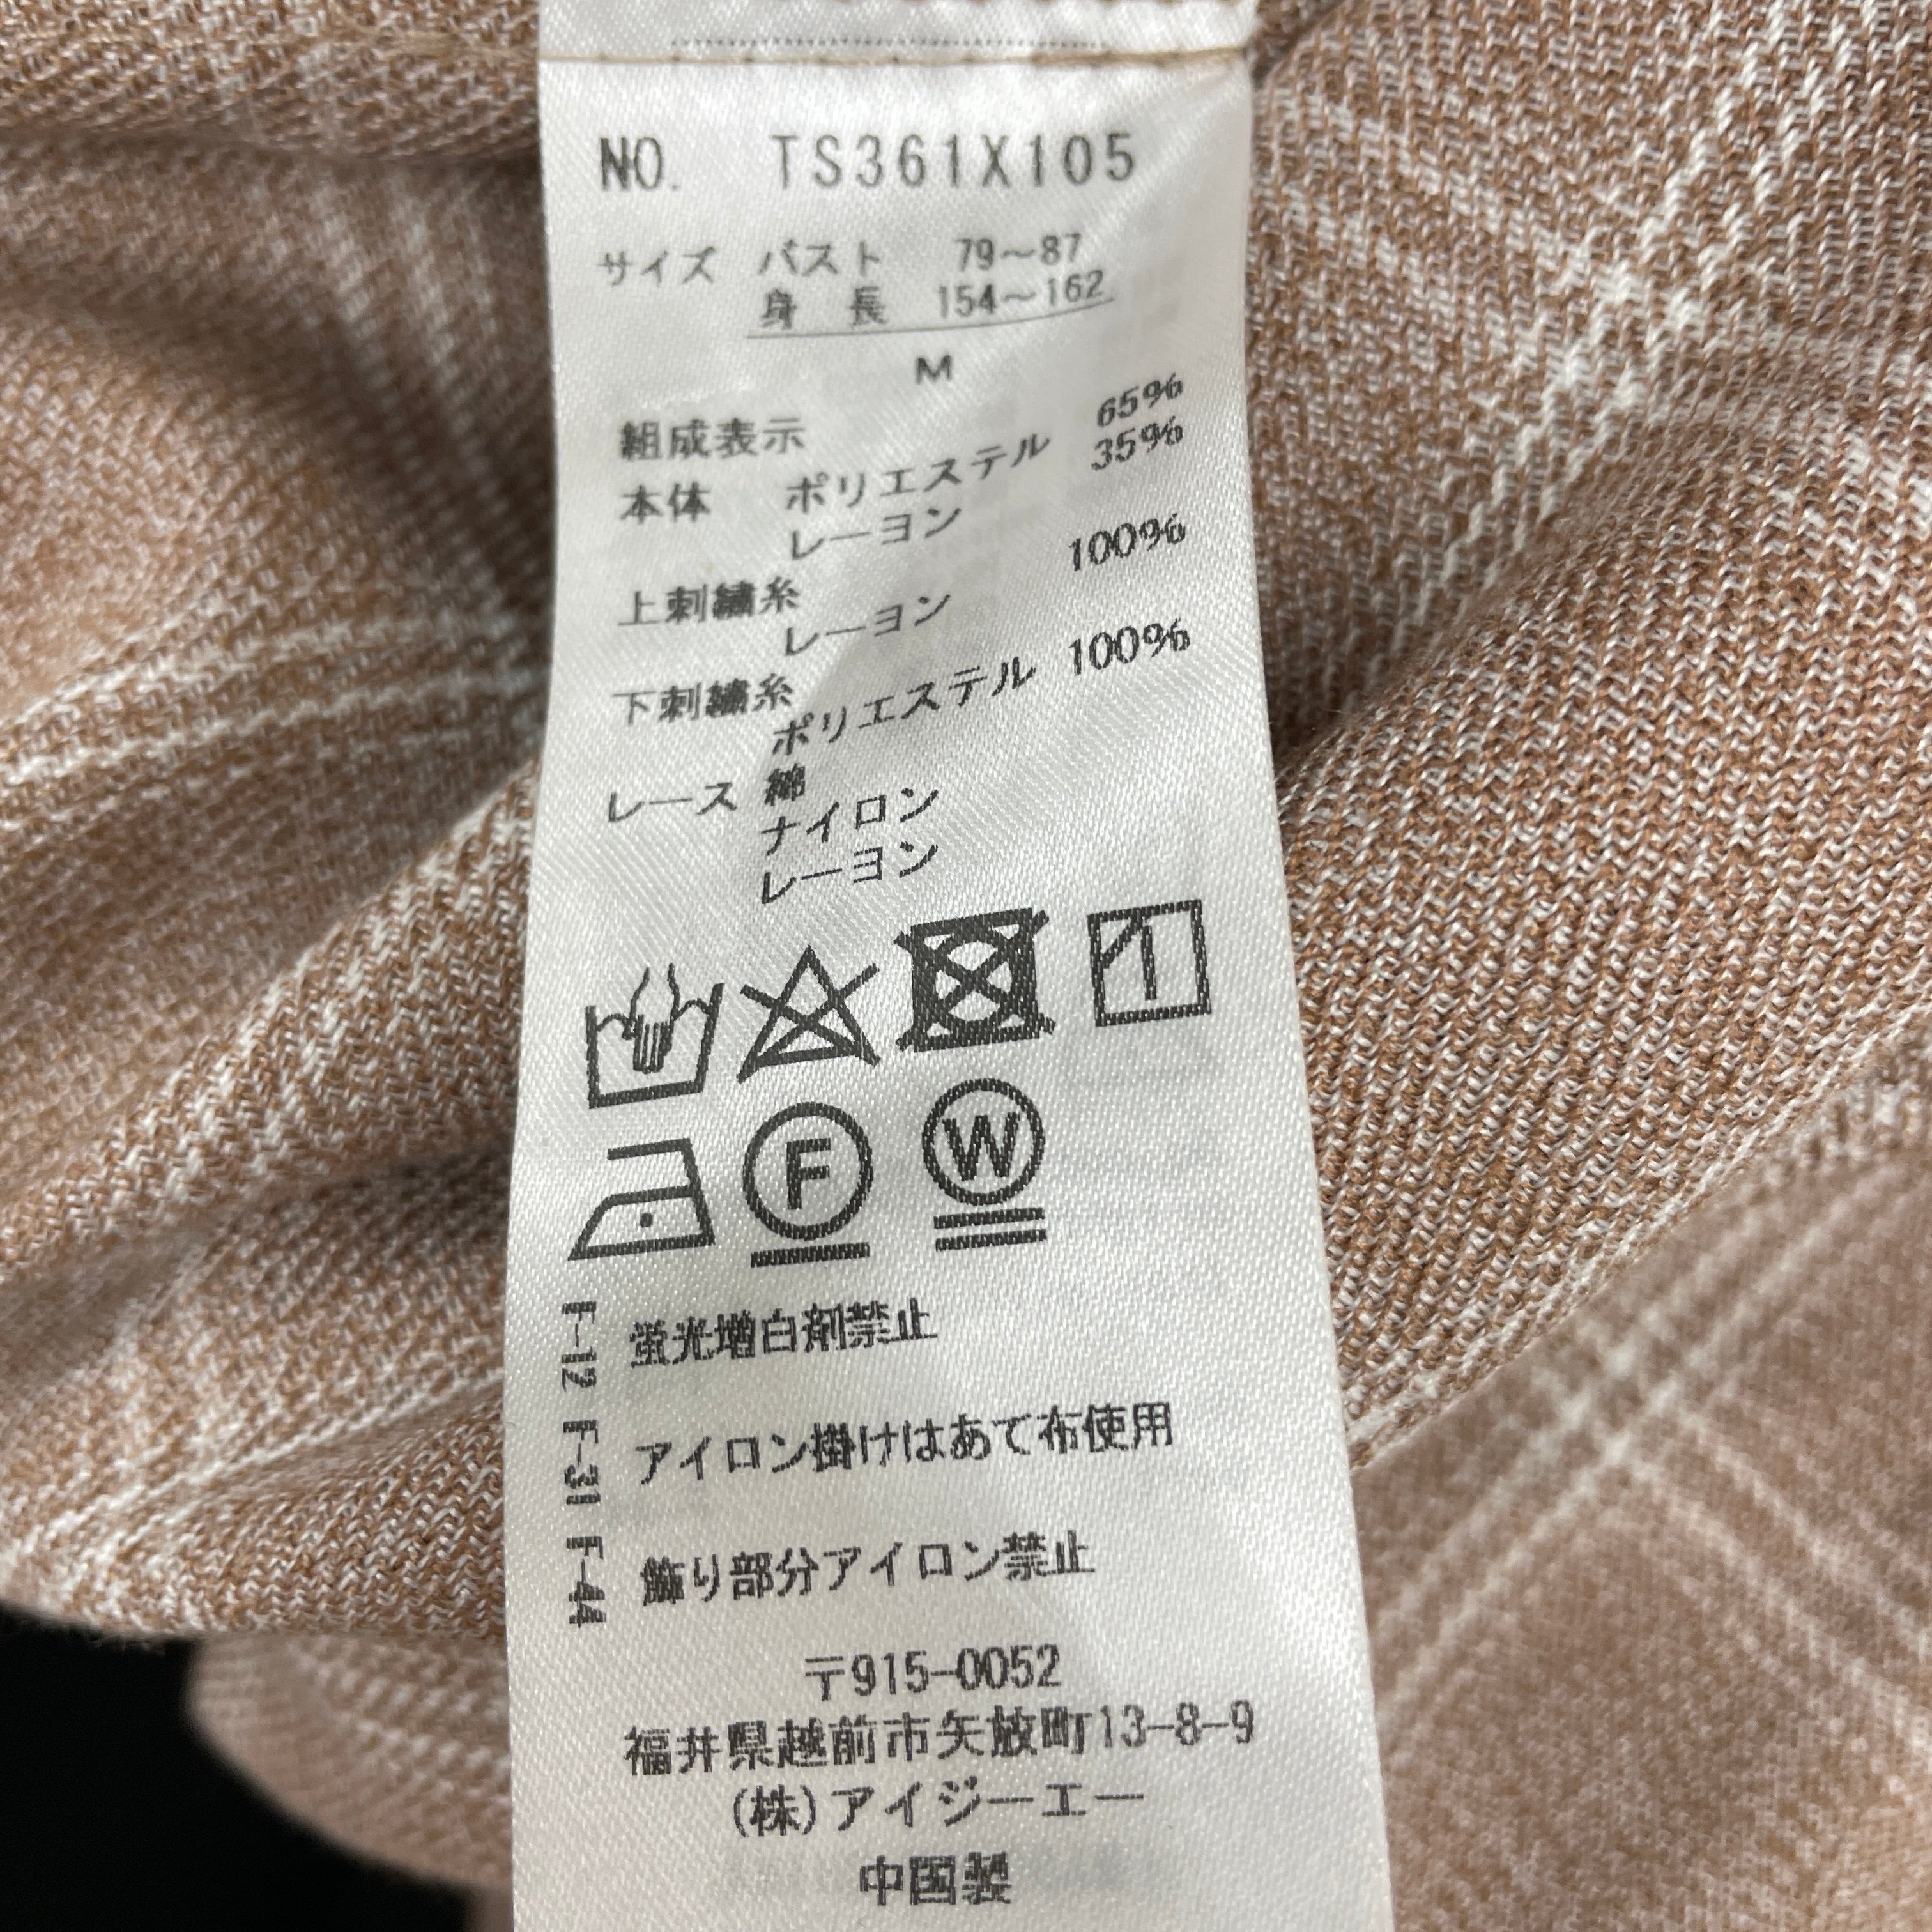 NO. TS361X105
サイズ バスト 79～87
身 長 154～162
M
組成表示
本体 ポリエステル 65%
レーヨン 35%
上刺繍糸
レーヨン 100%
下刺繍糸
ポリエステル 100%
レース 綿
ナイロン
レーヨン
F W
F-12 蛍光増白剤禁止
F-31 アイロン掛けはあて布使用
F-44 飾り部分アイロン禁止
〒915-0052
福井県越前市矢放町13-8-9
(株)アイジーエー
中国製